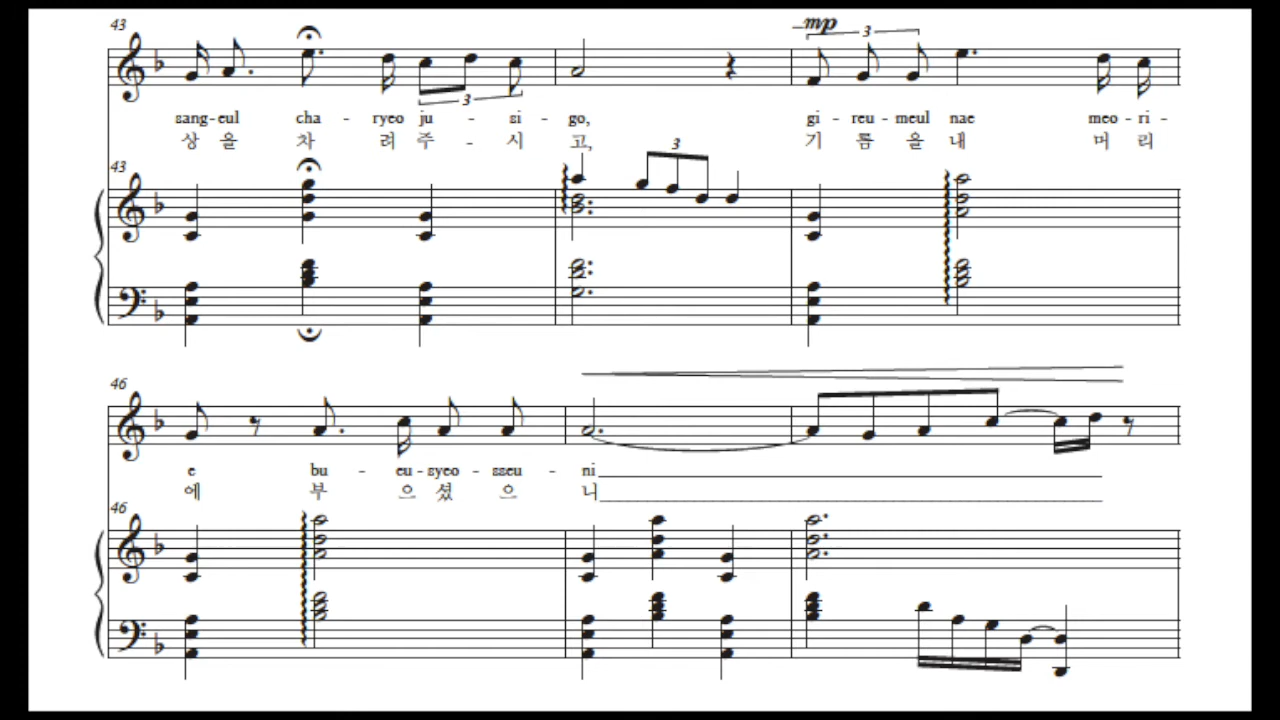 43
mp
3
3
sang-eul cha - ryeo ju - si - go, gi - reu - meul nae meo - ri -
상 을 차 려 주 - 시 고, 기 름 을 내 머 리
43
3
46
e bu - eu - syeo - sseu - ni
에 부 으 셨 으 니
46